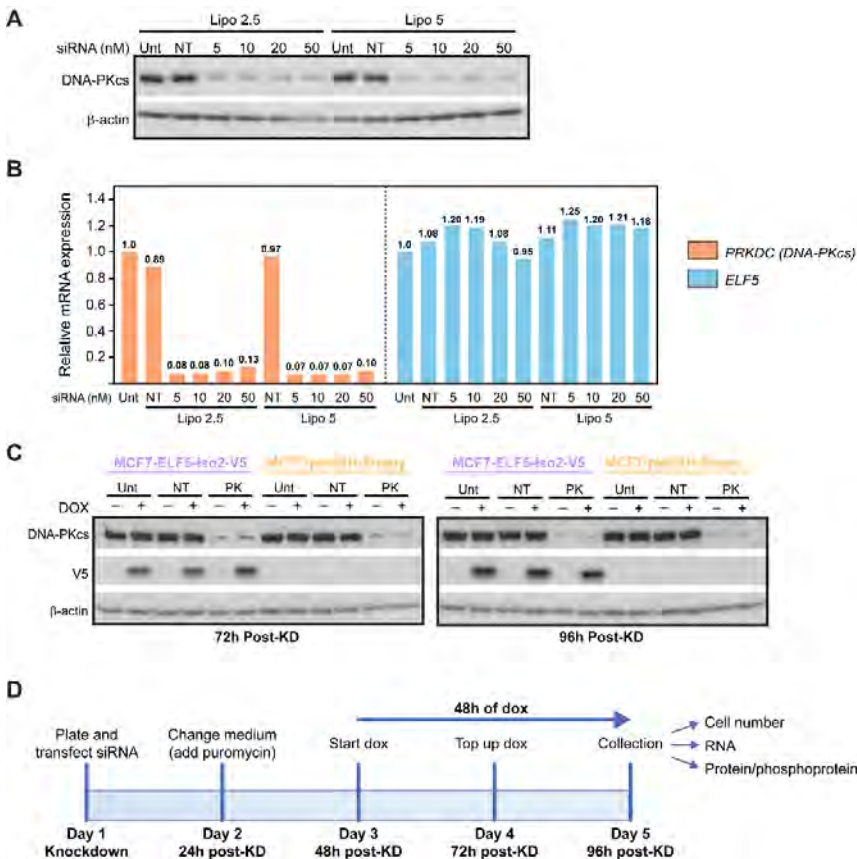 A
Lipo 2.5 Lipo 5
siRNA (nM) Unt NT 5 10 20 50 Unt NT 5 10 20 50
DNA-PKcs
β-actin
B
Relative mRNA expression
1.4
1.2
1.0
0.8
0.6
0.4
0.2
1.0 0.89 0.08 0.08 0.10 0.13 0.97 0.07 0.07 0.07 0.10
1.0 1.08 1.20 1.19 1.08 0.95 1.11 1.25 1.20 1.21 1.18
PRKDC (DNA-PKcs)
ELF5
siRNA (nM) Unt NT 5 10 20 50 NT 5 10 20 50 Unt NT 5 10 20 50 NT 5 10 20 50
Lipo 2.5 Lipo 5 Lipo 2.5 Lipo 5
C
MCF7-ELF5-Iso2-V5 MCF7-ELF5-Iso2-V5
Unt NT PK Unt NT PK Unt NT PK Unt NT PK
DOX – + – + – + – + – + – + – + – + – + – + – + – +
DNA-PKcs
V5
β-actin
72h Post-KD 96h Post-KD
D
48h of dox
Plate and transfect siRNA
Change medium (add puromycin)
Start dox
Top up dox
Collection
Cell number
RNA
Protein/phosphoprotein
Day 1 Day 2 Day 3 Day 4 Day 5
Knockdown 24h post-KD 48h post-KD 72h post-KD 96h post-KD